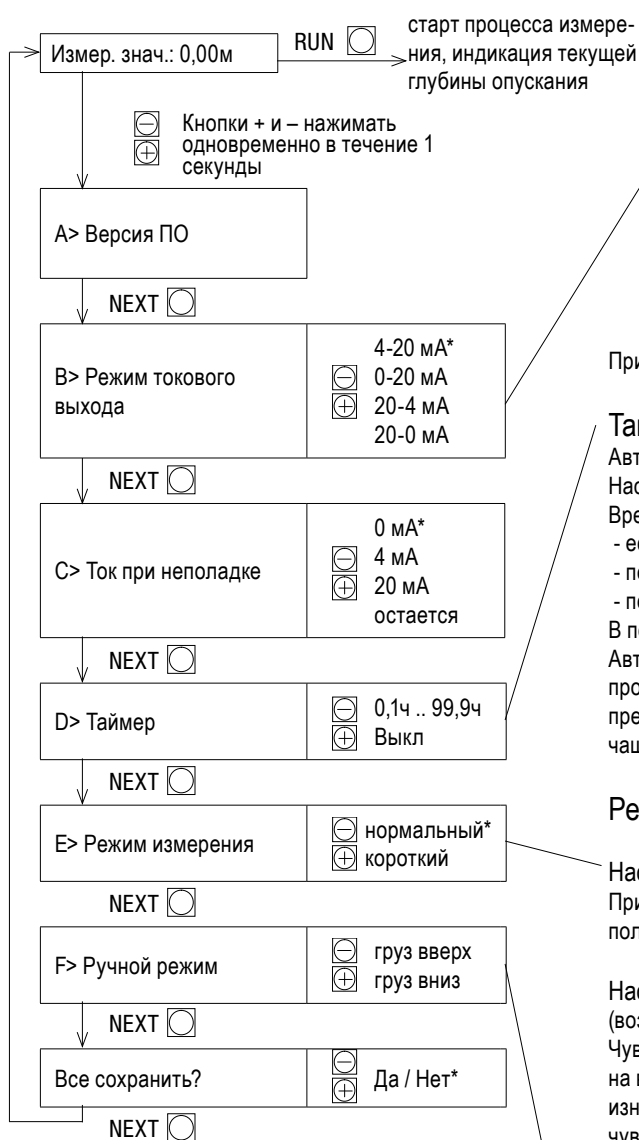 Измер. знач.: 0,00м
RUN
старт процесса измере-
ния, индикация текущей
глубины опускания
Кнопки + и – нажимать
одновременно в течение 1
секунды
A> Версия ПО
NEXT
B> Режим токового
выхода
4-20 мА*
0-20 мА
20-4 мА
20-0 мА
NEXT
C> Ток при неполадке
0 мА*
4 мА
20 мА
остается
NEXT
D> Таймер
0,1ч .. 99,9ч
Выкл
NEXT
E> Режим измерения
нормальный*
короткий
NEXT
F> Ручной режим
груз вверх
груз вниз
NEXT
Все сохранить?
Да / Нет*
NEXT
При